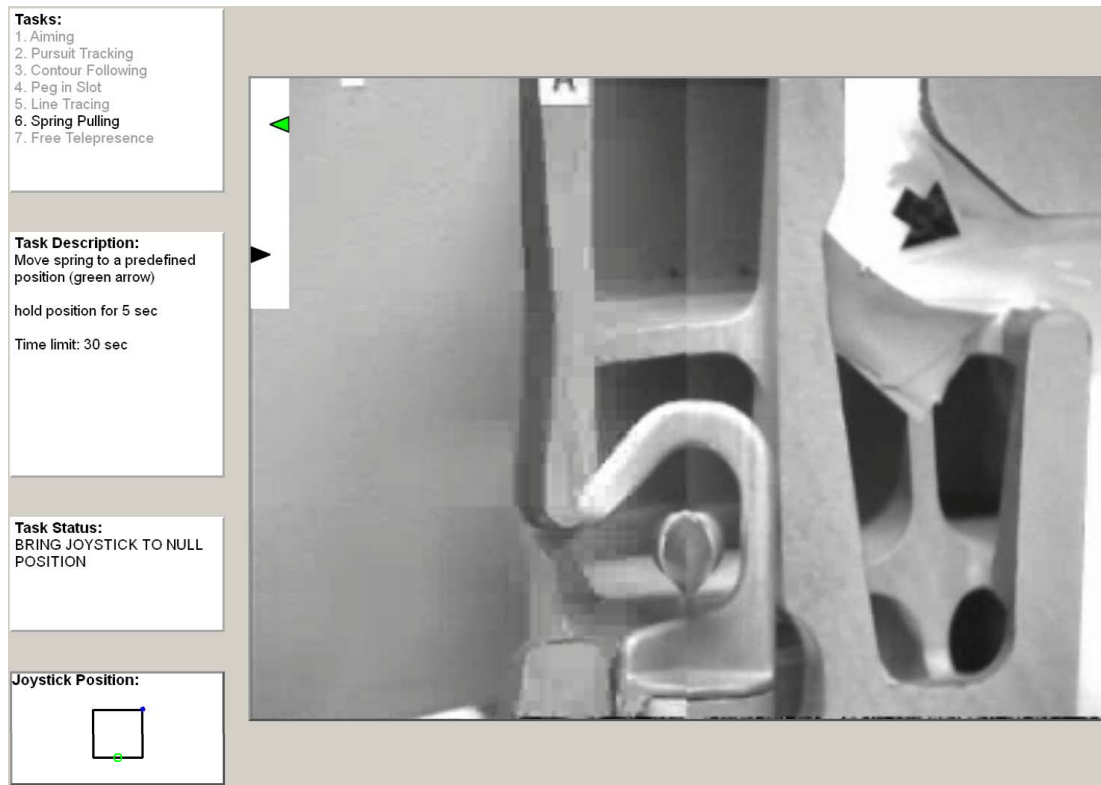 Tasks:
1. Aiming
2. Pursuit Tracking
3. Contour Following
4. Peg in Slot
5. Line Tracing
6. Spring Pulling
7. Free Telepresence
Task Description:
Move spring to a predefined
position (green arrow)
hold position for 5 sec
Time limit: 30 sec
Task Status:
BRING JOYSTICK TO NULL
POSITION
Joystick Position: